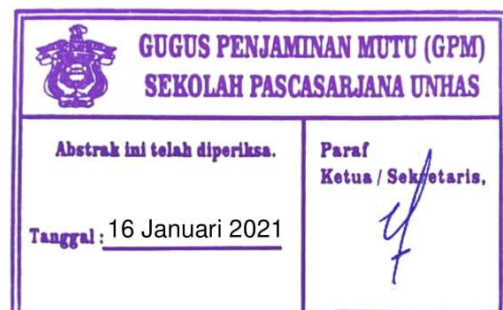 GUGUS PENJAMINAN MUTU (GPM)
SEKOLAH PASCASARJANA UNHAS
Abstrak ini telah diperiksa.
Tanggal : 16 Januari 2021
Paraf
Ketua / Sekretaris,